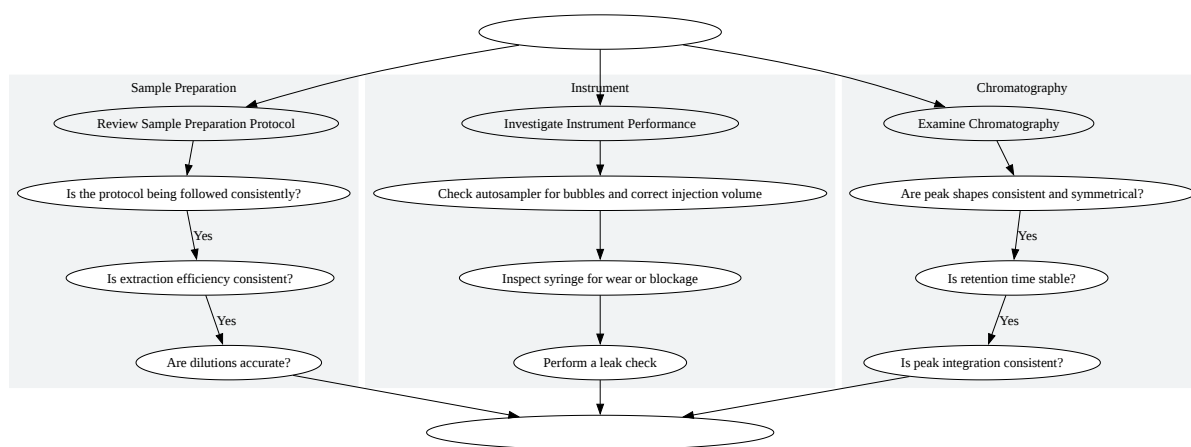 Sample Preparation
Instrument
Chromatography
Review Sample Preparation Protocol
Investigate Instrument Performance
Examine Chromatography
Is the protocol being followed consistently?
Check autosampler for bubbles and correct injection volume
Are peak shapes consistent and symmetrical?
Yes
Yes
Is extraction efficiency consistent?
Inspect syringe for wear or blockage
Is retention time stable?
Yes
Yes
Are dilutions accurate?
Perform a leak check
Is peak integration consistent?